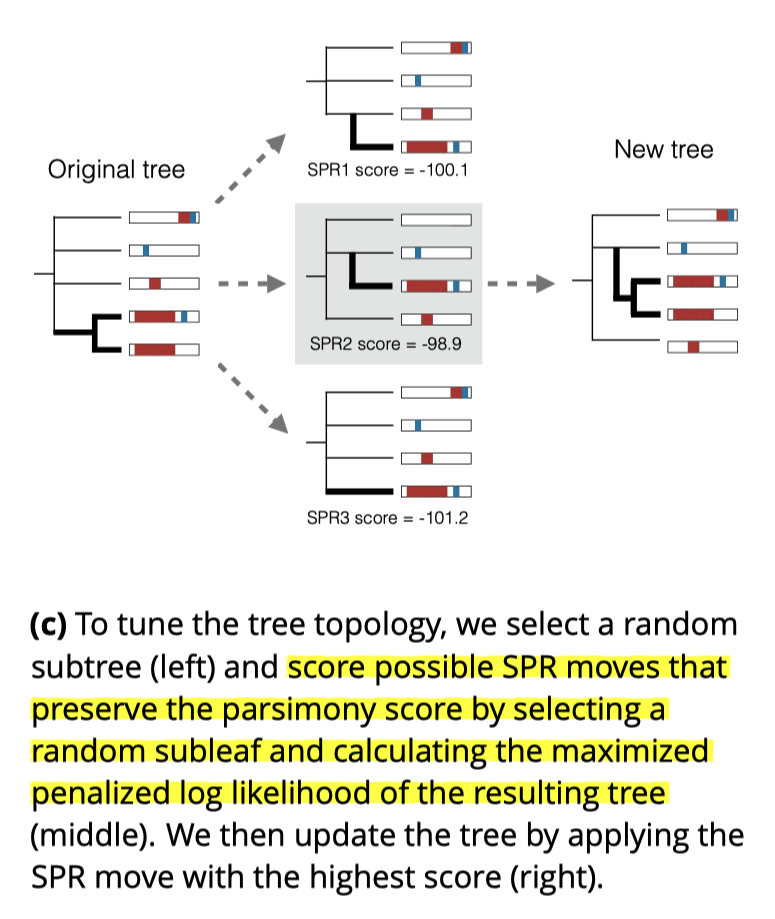 SPR1 score = -100.1
Original tree
New tree
SPR2 score = -98.9
SPR3 score = -101.2
(c) To tune the tree topology, we select a random
subtree (left) and score possible SPR moves that
preserve the parsimony score by selecting a
random subleaf and calculating the maximized
penalized log likelihood of the resulting tree
(middle). We then update the tree by applying the
SPR move with the highest score (right).